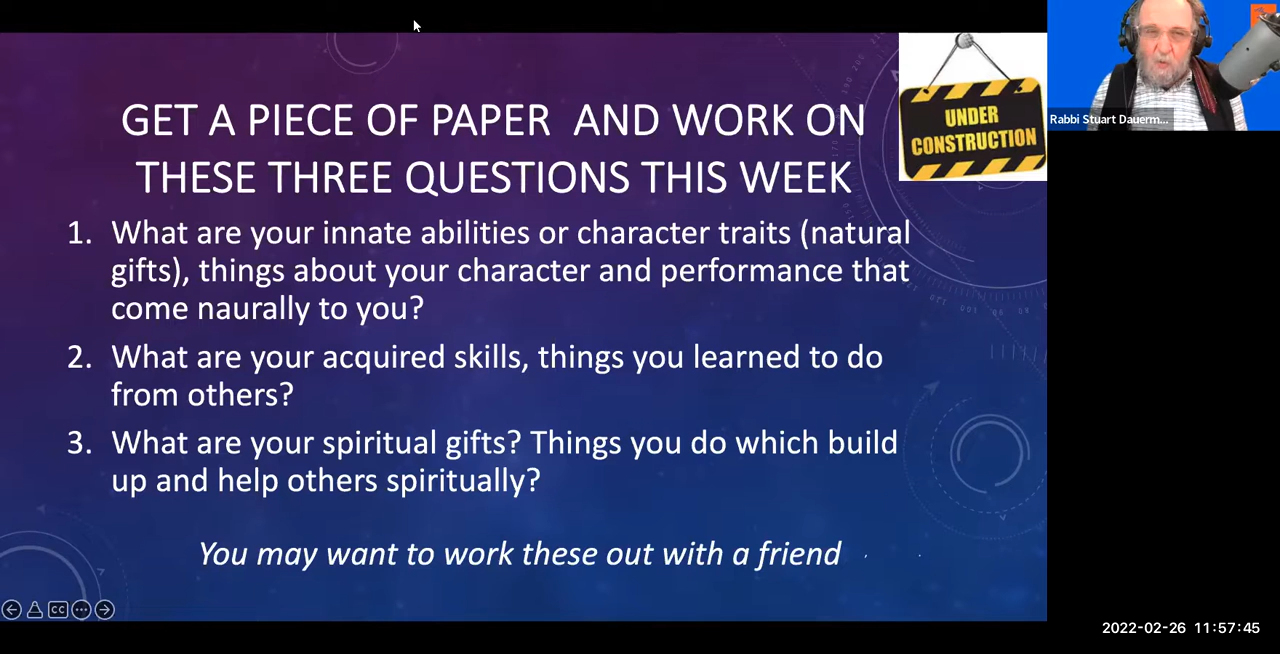 GET A PIECE OF PAPER  AND WORK ON
THESE THREE QUESTIONS THIS WEEK
UNDER
CONSTRUCTION
Rabbi Stuart Dauerm...
1. What are your innate abilities or character traits (natural
gifts), things about your character and performance that
come naurally to you?
2. What are your acquired skills, things you learned to do
from others?
3. What are your spiritual gifts? Things you do which build
up and help others spiritually?
You may want to work these out with a friend
CC
2022-02-26 11:57:45